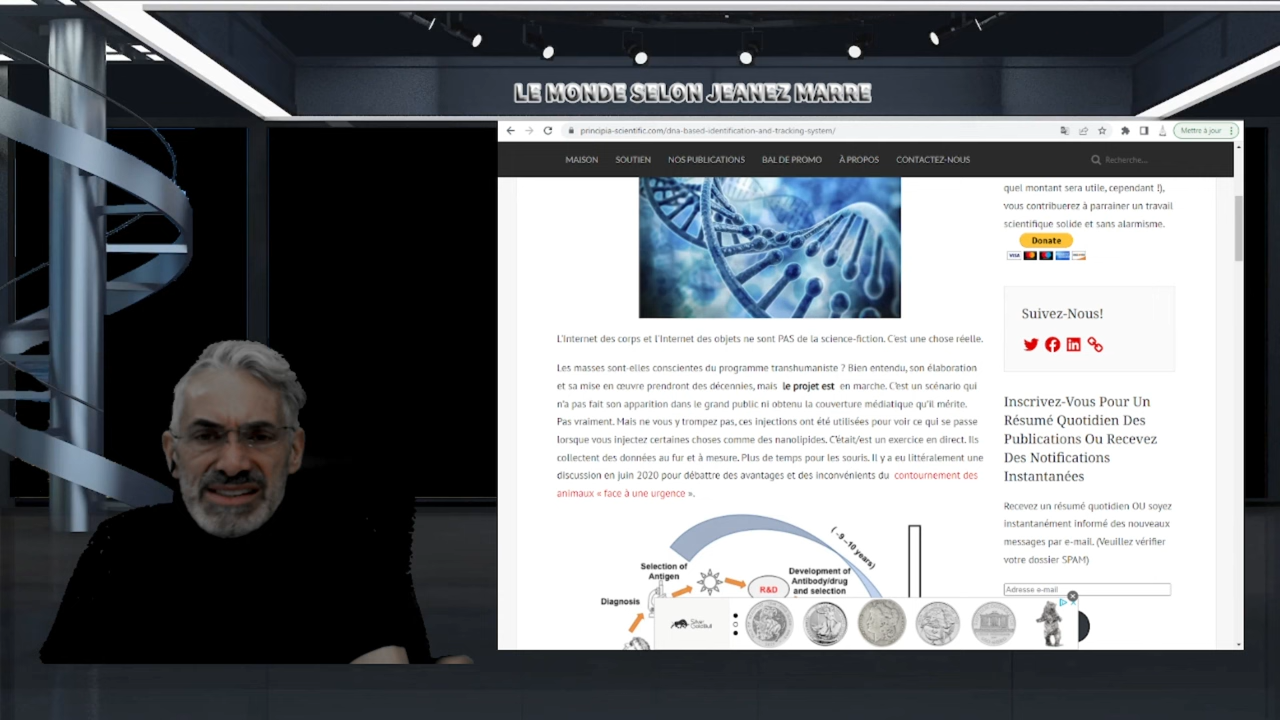 LE MONDE SELON JEANEZ MARRE
principia-scientific.com/dna-based-identification-and-tracking-system/
Mettre à jour
MAISON SOUTIEN NOS PUBLICATIONS BAL DE PROMO À PROPOS CONTACTEZ-NOUS
Recherche...
L'Internet des corps et l'Internet des objets ne sont PAS de la science-fiction. C'est une chose réelle.
Les masses sont-elles conscientes du programme transhumaniste ? Bien entendu, son élaboration
et sa mise en œuvre prendront des décennies, mais le projet est en marche. C'est un scénario qui
n'a pas fait son apparition dans le grand public ni obtenu la couverture médiatique qu'il mérite.
Pas vraiment. Mais ne vous y trompez pas, ces injections ont été utilisées pour voir ce qui se passe
lorsque vous injectez certaines choses comme des nanolipides. C'était/est un exercice en direct. Ils
collectent des données au fur et à mesure. Plus de temps pour les souris. Il y a eu littéralement une
discussion en juin 2020 pour débattre des avantages et des inconvénients du contournement des
animaux « face à une urgence ».
(~9–10 years)
Selection of
Antigen
Diagnosis
R&D
Development of
Antibody/drug
and selection
quel montant sera utile, cependant !),
vous contribuerez à parrainer un travail
scientifique solide et sans alarmisme.
Donate
VISA
Suivez-Nous!
Inscrivez-Vous Pour Un
Résumé Quotidien Des
Publications Ou Recevez
Des Notifications
Instantanées
Recevez un résumé quotidien OU soyez
instantanément informé des nouveaux
messages par e-mail. (Veuillez vérifier
votre dossier SPAM)
Adresse e-mail